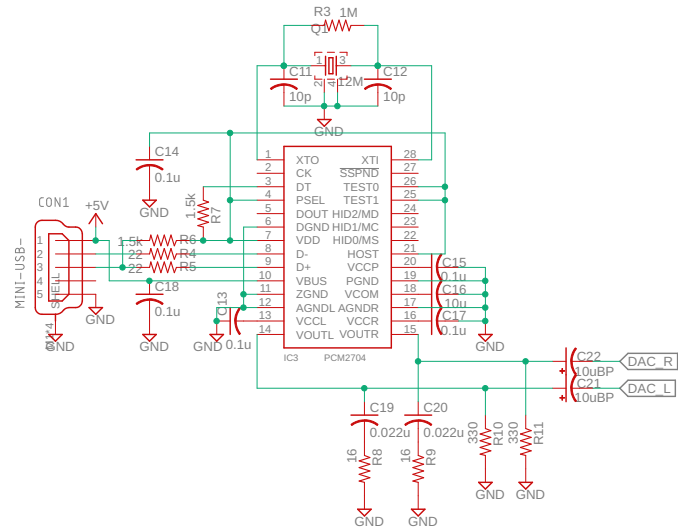 R3 1M
Q1
1 3
C11 C12
2 4 12M
10p 10p
GND
C14
0.1u
GND
1 XTO XTI 28
2 CK SSPND 27
3 DT TEST0 26
4 PSEL TEST1 25
5 DOUT HID2/MD 24
6 DGND HID1/MC 23
7 VDD HID0/MS 22
8 D- HOST 21
9 D+ VCCP 20
10 VBUS PGND 19
11 ZGND VCOM 18
12 AGNDL AGNDR 17
13 VCCL VCCR 16
14 VOUTL VOUTR 15
IC3 PCM2704
1.5k R7
CON1
+5V
MINI-USB-
1
2
3
4
5
SHELL
GND
GND
1.5k R6
22 R4
22 R5
C18
0.1u
GND
C13
0.1u
GND
C15
0.1u
C16
10u
C17
0.1u
GND
C22
10uBP
DAC_R
C21
10uBP
DAC_L
C19
0.022u
C20
0.022u
16 R8
16 R9
330 R10
330 R11
GND
GND
GND
GND